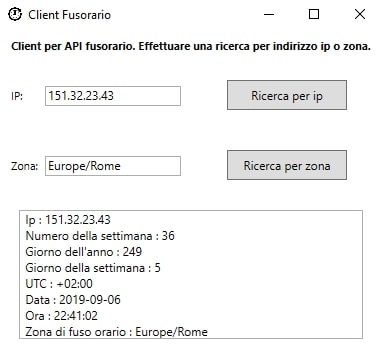 Client Fusorario
Client per API fusorario. Effettuare una ricerca per indirizzo ip o zona.
IP: 151.32.23.43 Ricerca per ip
Zona: Europe/Rome Ricerca per zona
Ip : 151.32.23.43
Numero della settimana : 36
Giorno dell'anno : 249
Giorno della settimana : 5
UTC : +02:00
Data : 2019-09-06
Ora : 22:41:02
Zona di fuso orario : Europe/Rome